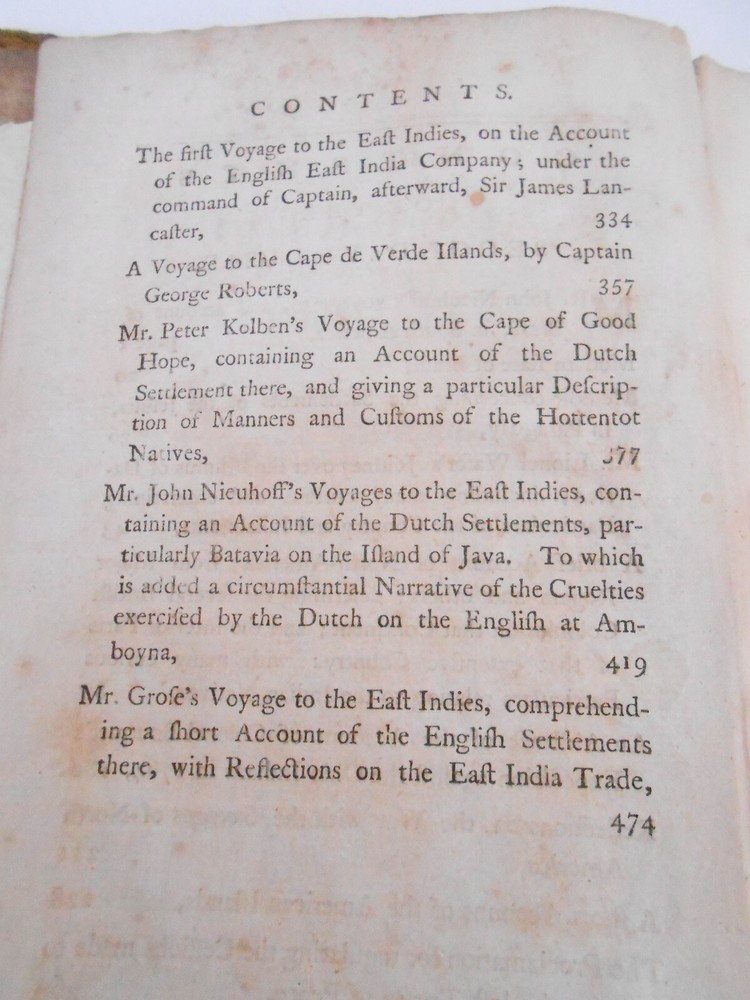 CONTENTS.
The firſt Voyage to the Eaſt Indies, on the Account
of the Engliſh Eaſt India Company; under the
command of Captain, afterward, Sir James Lan-
caſter, 334
A Voyage to the Cape de Verde Iſlands, by Captain
George Roberts, 357
Mr. Peter Kolben's Voyage to the Cape of Good
Hope, containing an Account of the Dutch
Settlement there, and giving a particular Deſcrip-
tion of Manners and Cuſtoms of the Hottentot
Natives, 377
Mr. John Nieuhoff's Voyages to the Eaſt Indies, con-
taining an Account of the Dutch Settlements, par-
ticularly Batavia on the Iſland of Java. To which
is added a circumſtantial Narrative of the Cruelties
exerciſed by the Dutch on the Engliſh at Am-
boyna, 419
Mr. Groſe's Voyage to the Eaſt Indies, comprehend-
ing a ſhort Account of the Engliſh Settlements
there, with Reflections on the Eaſt India Trade,
474